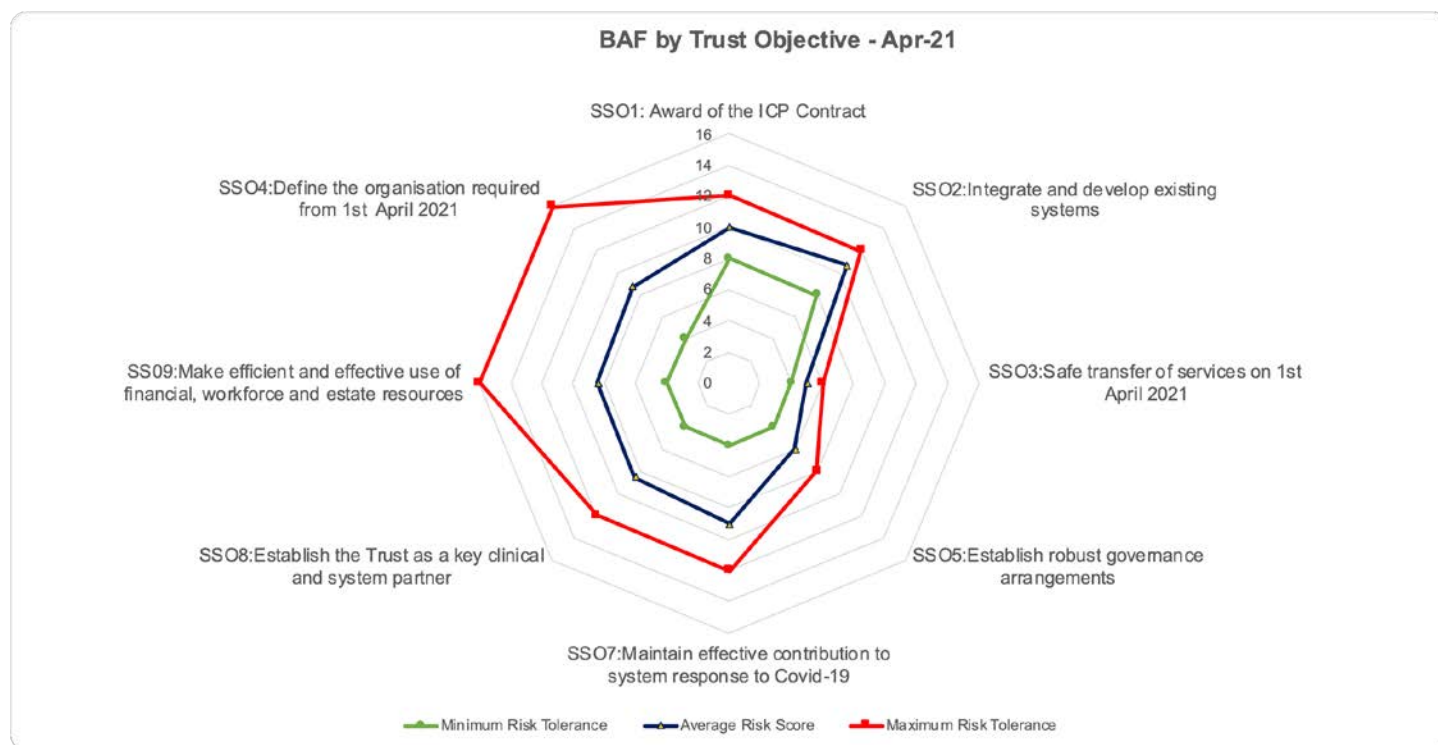 BAF by Trust Objective - Apr-21
SSO1: Award of the ICP Contract
16
14
12
10
8
6
4
2
0
SSO2:Integrate and develop existing
systems
SSO3:Safe transfer of services on 1st
April 2021
SSO5:Establish robust governance
arrangements
SSO7:Maintain effective contribution to
system response to Covid-19
SSO8:Establish the Trust as a key clinical
and system partner
SS09:Make efficient and effective use of
financial, workforce and estate resources
SSO4:Define the organisation required
from 1st April 2021
Minimum Risk Tolerance
Average Risk Score
Maximum Risk Tolerance